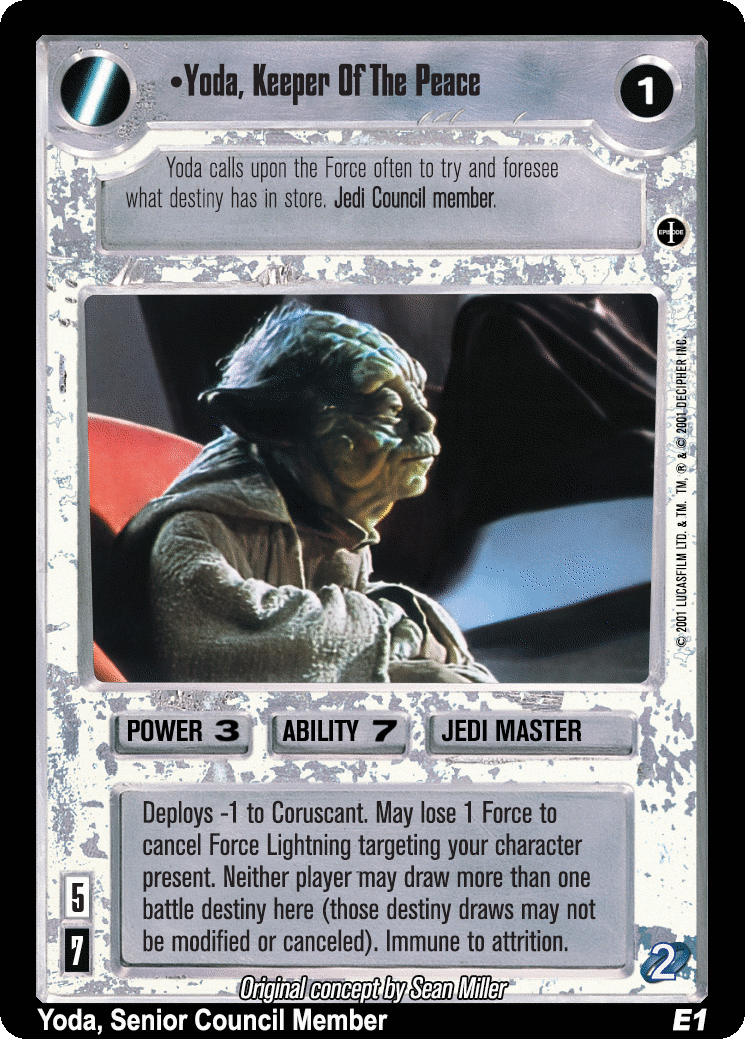 •Yoda, Keeper Of The Peace
1
Yoda calls upon the Force often to try and foresee
what destiny has in store. Jedi Council member.
EPISODE I
© 2001 LUCASFILM LTD. & TM. TM, ® & © 2001 DECIPHER INC.
POWER 3 ABILITY 7 JEDI MASTER
Deploys -1 to Coruscant. May lose 1 Force to
cancel Force Lightning targeting your character
present. Neither player may draw more than one
battle destiny here (those destiny draws may not
be modified or canceled). Immune to attrition.
5
7
2
Original concept by Sean Miller
Yoda, Senior Council Member E1